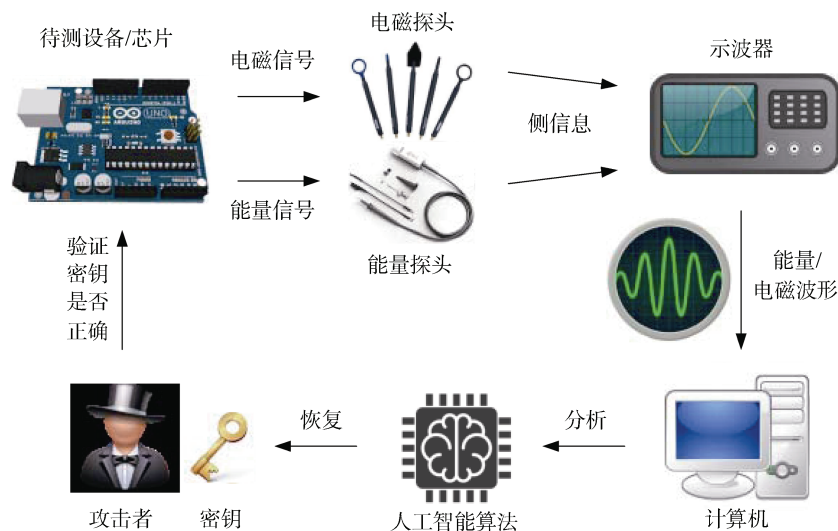 电磁探头
待测设备/芯片
示波器
电磁信号
侧信息
ARDUINO
UNO
能量信号
能量探头
验证
密钥
是否
正确
能量/
电磁波形
恢复
分析
攻击者
密钥
人工智能算法
计算机